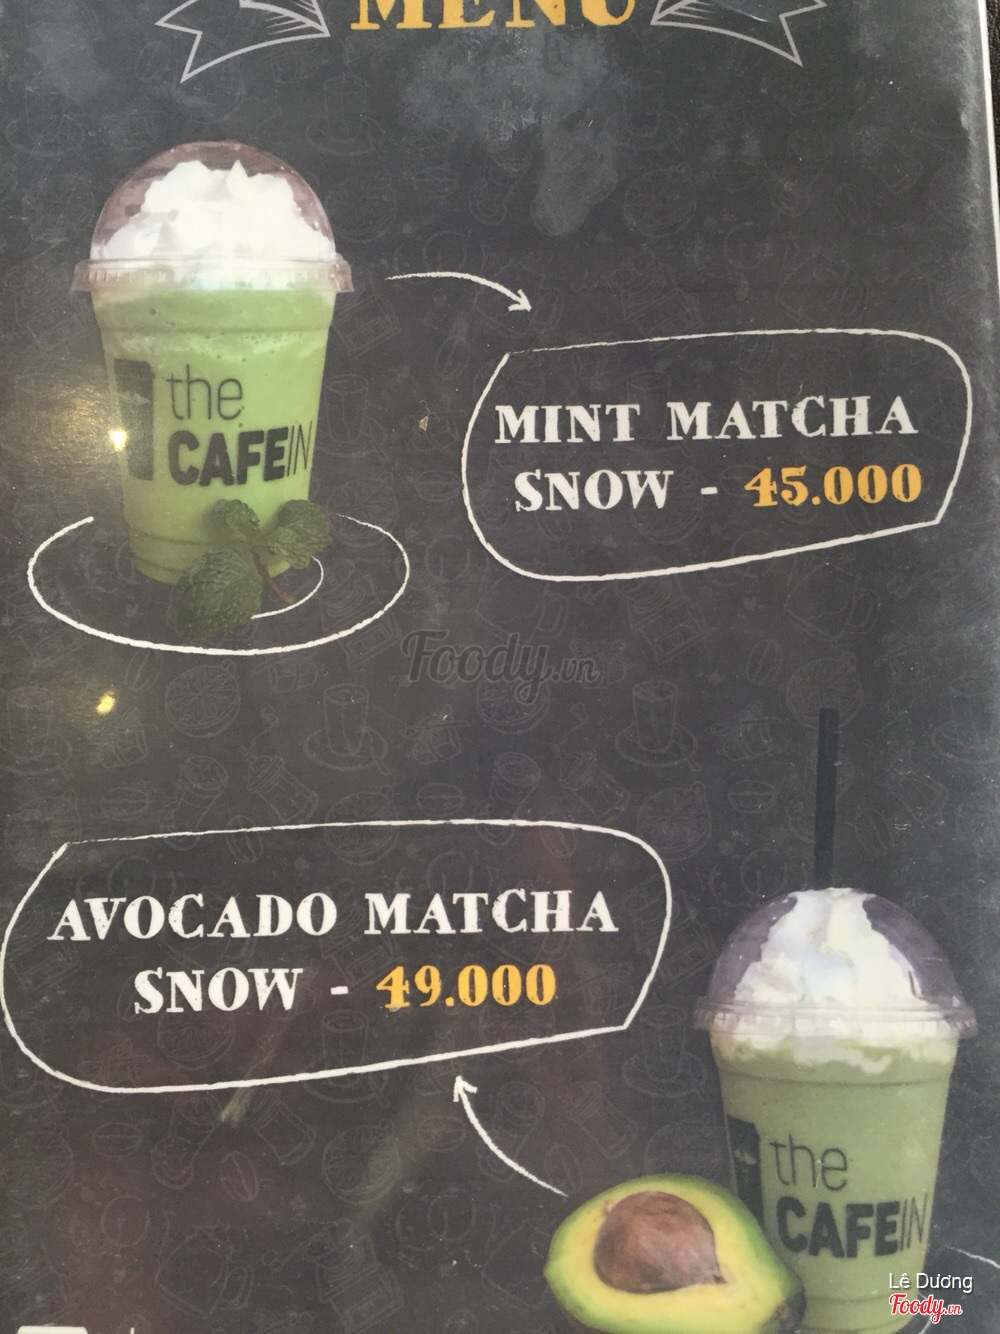 MENU
the
CAFEIN
MINT MATCHA
SNOW - 45.000
Foody.vn
AVOCADO MATCHA
SNOW - 49.000
the
CAFEIN
Lê Dương
Foody.vn